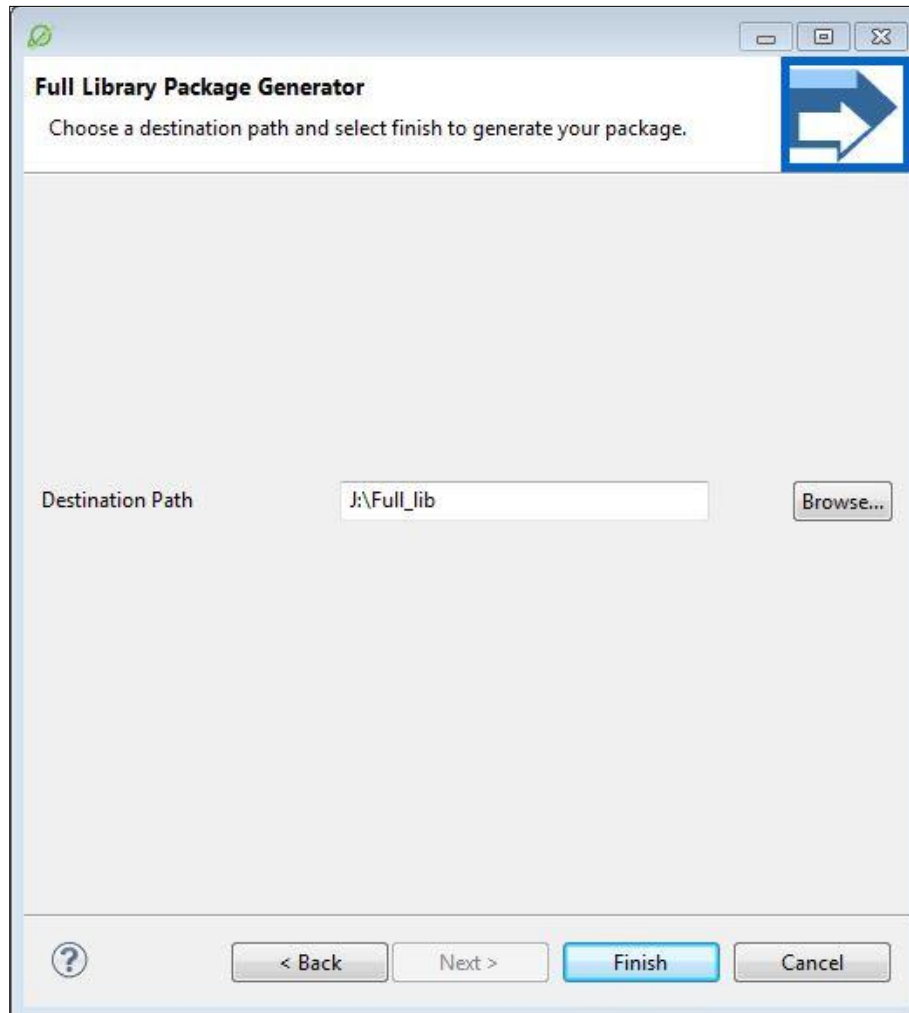 Full Library Package Generator
Choose a destination path and select finish to generate your package.
Destination Path J:\Full_lib Browse...
? < Back Next > Finish Cancel